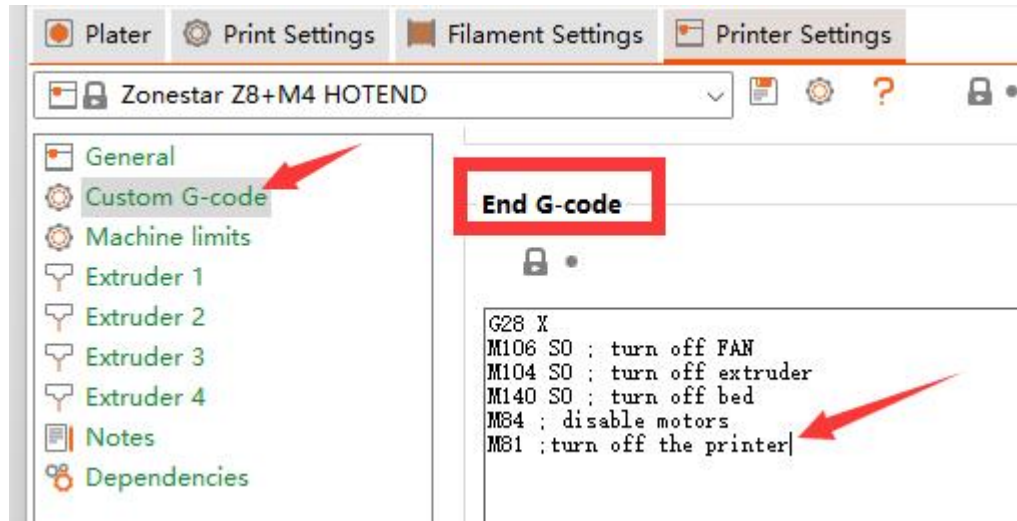 Plater Print Settings Filament Settings Printer Settings
Zonestar Z8+M4 HOTEND ?
General
Custom G-code
Machine limits
Extruder 1
Extruder 2
Extruder 3
Extruder 4
Notes
Dependencies
End G-code
G28 X
M106 S0 ; turn off FAN
M104 S0 ; turn off extruder
M140 S0 ; turn off bed
M84 ; disable motors
M81 ;turn off the printer